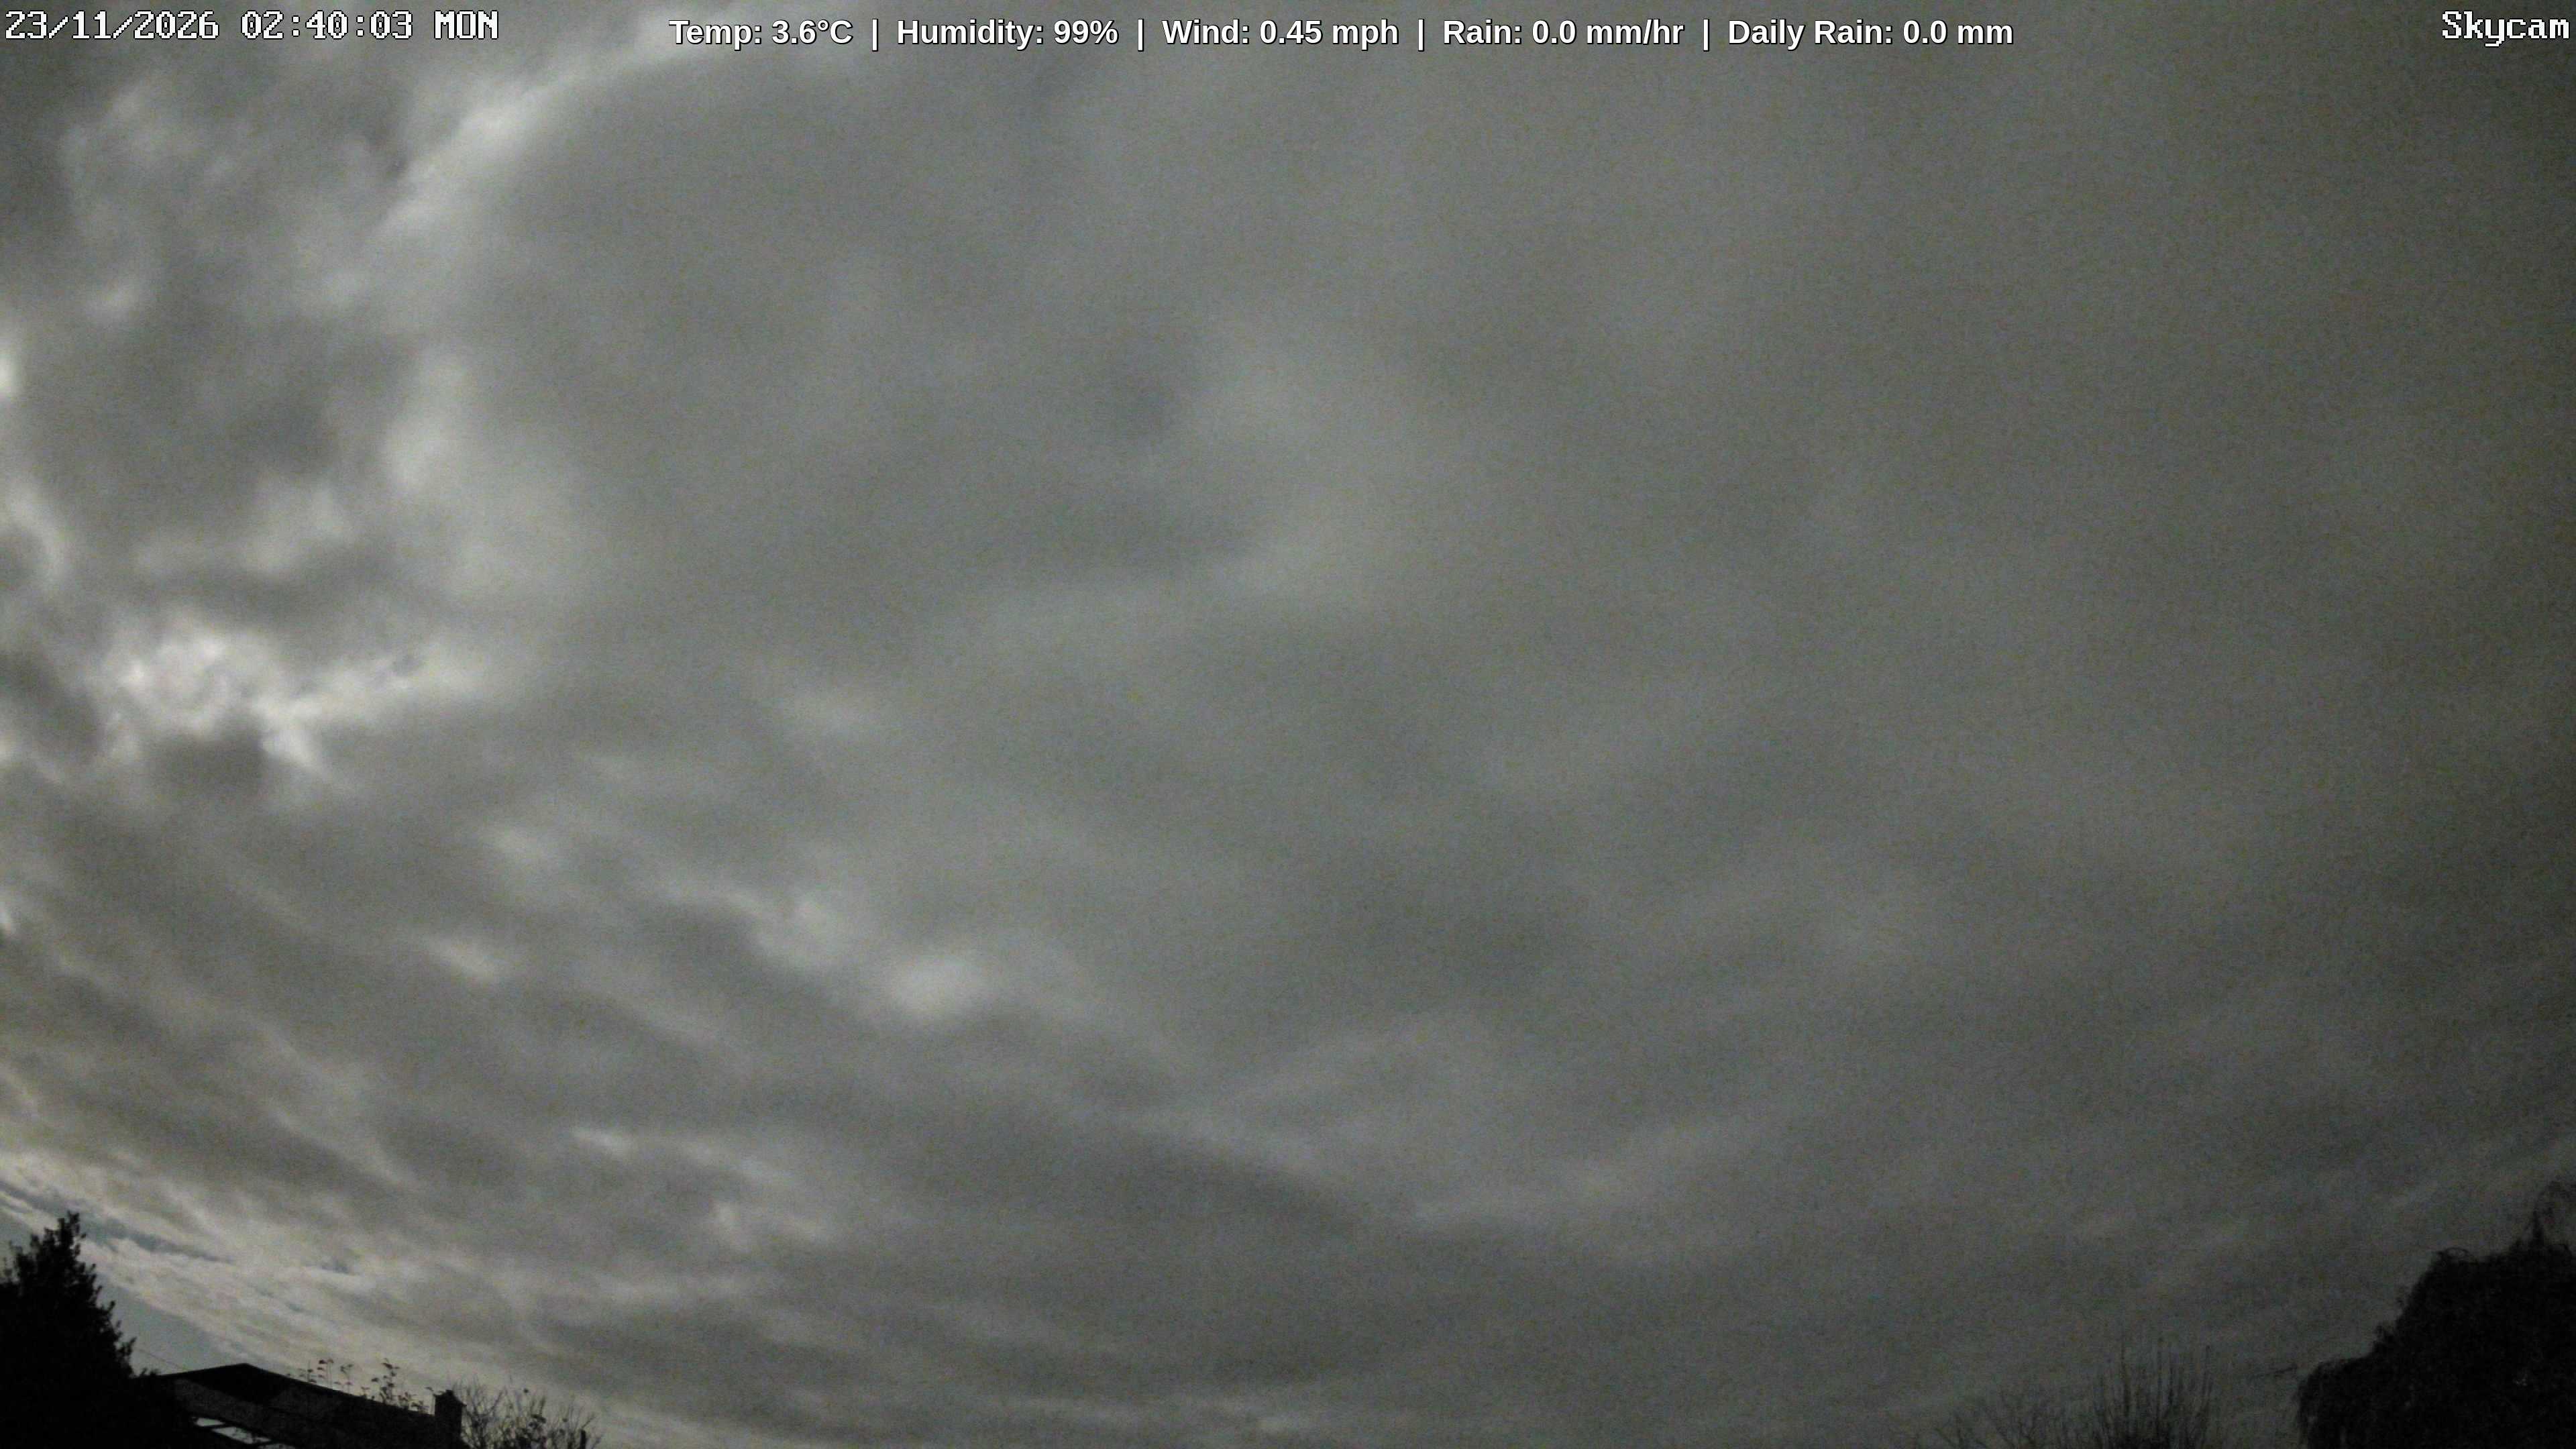 23/11/2026 02:40:03 MON
Temp: 3.6°C | Humidity: 99% | Wind: 0.45 mph | Rain: 0.0 mm/hr | Daily Rain: 0.0 mm
Skycam